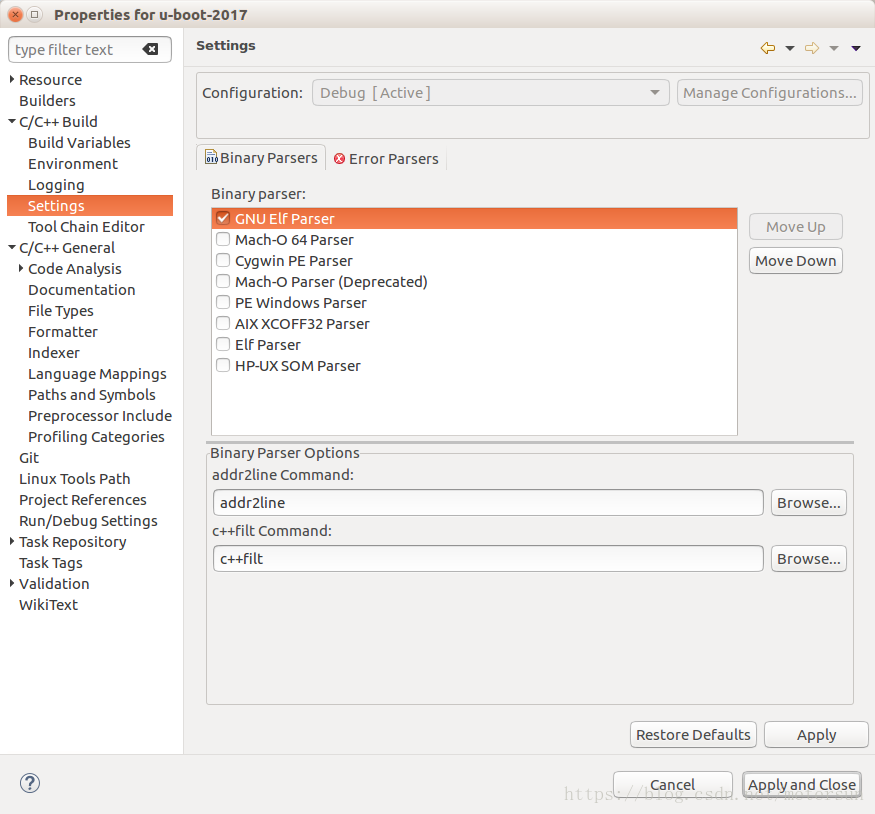 Properties for u-boot-2017
type filter text
Resource
Builders
C/C++ Build
Build Variables
Environment
Logging
Settings
Tool Chain Editor
C/C++ General
Code Analysis
Documentation
File Types
Formatter
Indexer
Language Mappings
Paths and Symbols
Preprocessor Include
Profiling Categories
Git
Linux Tools Path
Project References
Run/Debug Settings
Task Repository
Task Tags
Validation
WikiText
Settings
Configuration: Debug [ Active ] Manage Configurations...
Binary Parsers Error Parsers
Binary parser:
GNU Elf Parser
Mach-O 64 Parser
Cygwin PE Parser
Mach-O Parser (Deprecated)
PE Windows Parser
AIX XCOFF32 Parser
Elf Parser
HP-UX SOM Parser
Move Up
Move Down
Binary Parser Options
addr2line Command:
addr2line Browse...
c++filt Command:
c++filt Browse...
Restore Defaults Apply
Cancel Apply and Close
https://blog.csdn.net/motorsun